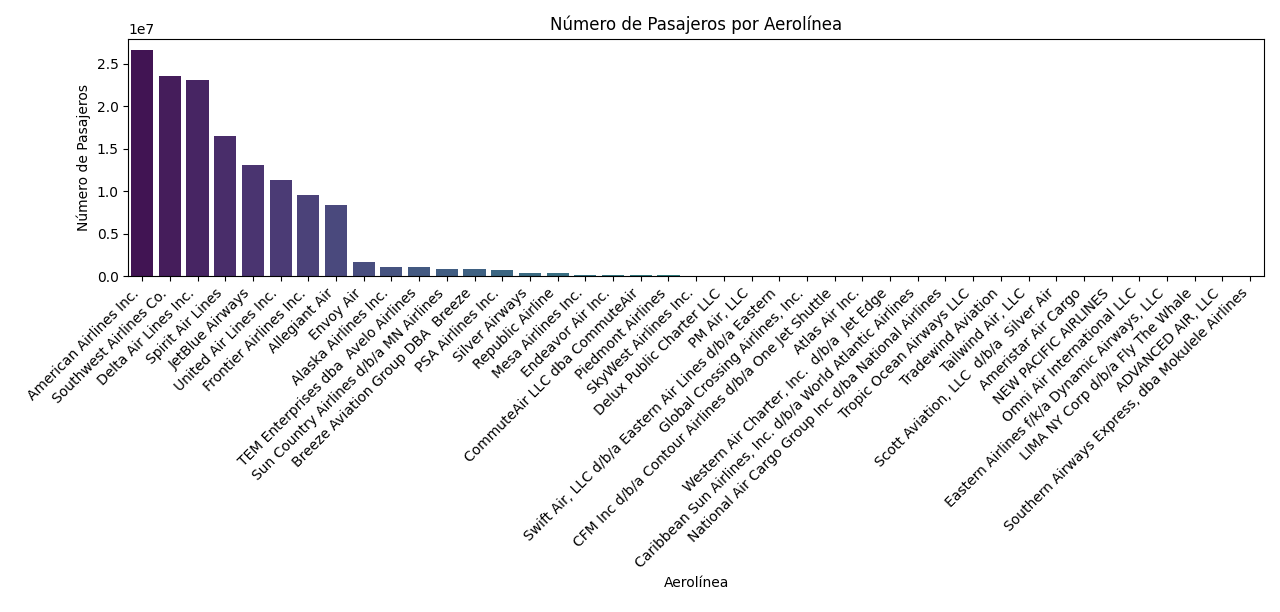 Número de Pasajeros por Aerolínea
1e7
2.5
2.0
1.5
1.0
0.5
0.0
Número de Pasajeros
American Airlines Inc.
Southwest Airlines Co.
Delta Air Lines Inc.
Spirit Air Lines
JetBlue Airways
United Air Lines Inc.
Frontier Airlines Inc.
Allegiant Air
Envoy Air
Alaska Airlines Inc.
TEM Enterprises dba  Avelo Airlines
Sun Country Airlines d/b/a MN Airlines
Breeze Aviation Group DBA  Breeze
PSA Airlines Inc.
Silver Airways
Republic Airline
Mesa Airlines Inc.
Endeavor Air Inc.
CommuteAir LLC dba CommuteAir
Piedmont Airlines
SkyWest Airlines Inc.
Delux Public Charter LLC
PM Air, LLC
Swift Air, LLC d/b/a Eastern Air Lines d/b/a Eastern
Global Crossing Airlines, Inc.
CFM Inc d/b/a Contour Airlines d/b/a One Jet Shuttle
Atlas Air Inc.
Western Air Charter, Inc.  d/b/a  Jet Edge
Caribbean Sun Airlines, Inc. d/b/a World Atlantic Airlines
National Air Cargo Group Inc d/ba National Airlines
Tropic Ocean Airways LLC
Tradewind Aviation
Tailwind Air, LLC
Scott Aviation, LLC  d/b/a  Silver Air
Ameristar Air Cargo
NEW PACIFIC AIRLINES
Omni Air International LLC
Eastern Airlines f/k/a Dynamic Airways, LLC
LIMA NY Corp d/b/a Fly The Whale
ADVANCED AIR, LLC
Southern Airways Express, dba Mokulele Airlines
Aerolínea